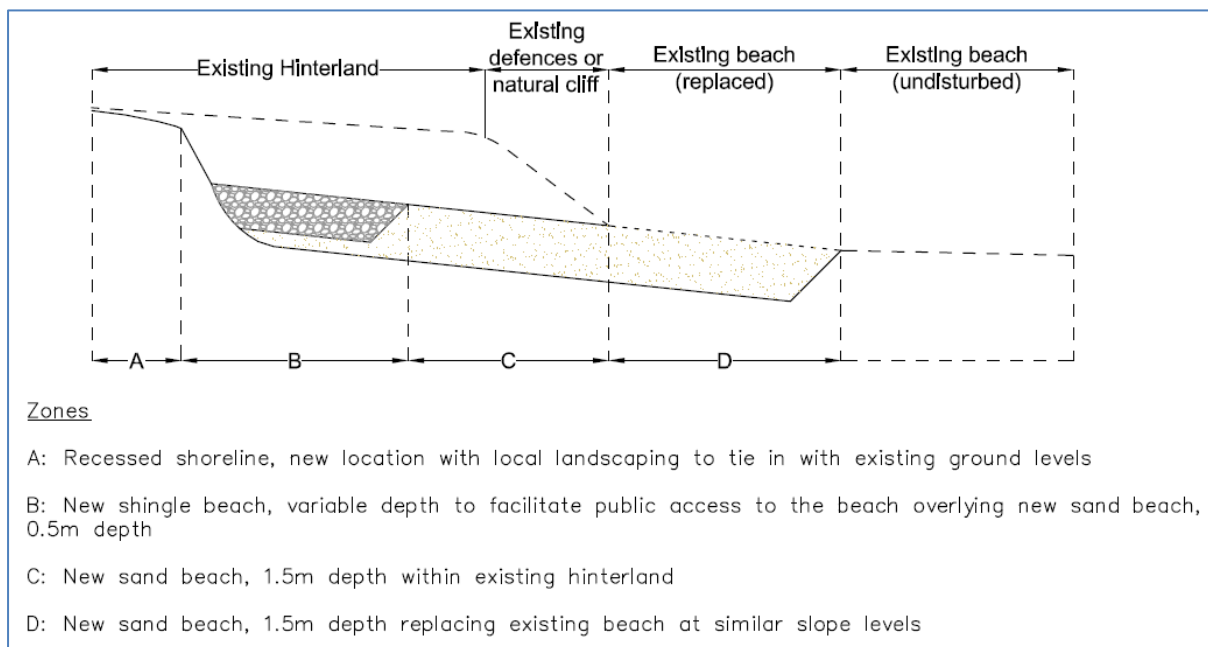 Existing
defences or
natural cliff
Existing Hinterland
Existing beach
(replaced)
Existing beach
(undisturbed)
A
B
C
D
Zones
A: Recessed shoreline, new location with local landscaping to tie in with existing ground levels
B: New shingle beach, variable depth to facilitate public access to the beach overlying new sand beach,
0.5m depth
C: New sand beach, 1.5m depth within existing hinterland
D: New sand beach, 1.5m depth replacing existing beach at similar slope levels